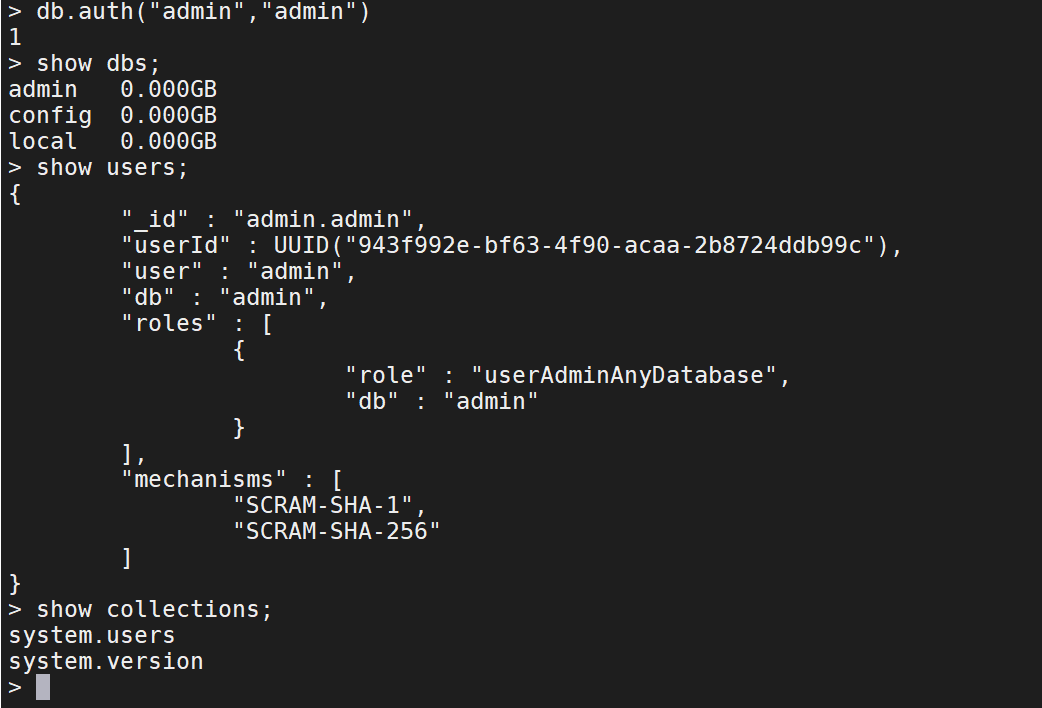 > db.auth("admin","admin")
1
> show dbs;
admin   0.000GB
config  0.000GB
local   0.000GB
> show users;
{
        "_id" : "admin.admin",
        "userId" : UUID("943f992e-bf63-4f90-acaa-2b8724ddb99c"),
        "user" : "admin",
        "db" : "admin",
        "roles" : [
                {
                        "role" : "userAdminAnyDatabase",
                        "db" : "admin"
                }
        ],
        "mechanisms" : [
                "SCRAM-SHA-1",
                "SCRAM-SHA-256"
        ]
}
> show collections;
system.users
system.version
>